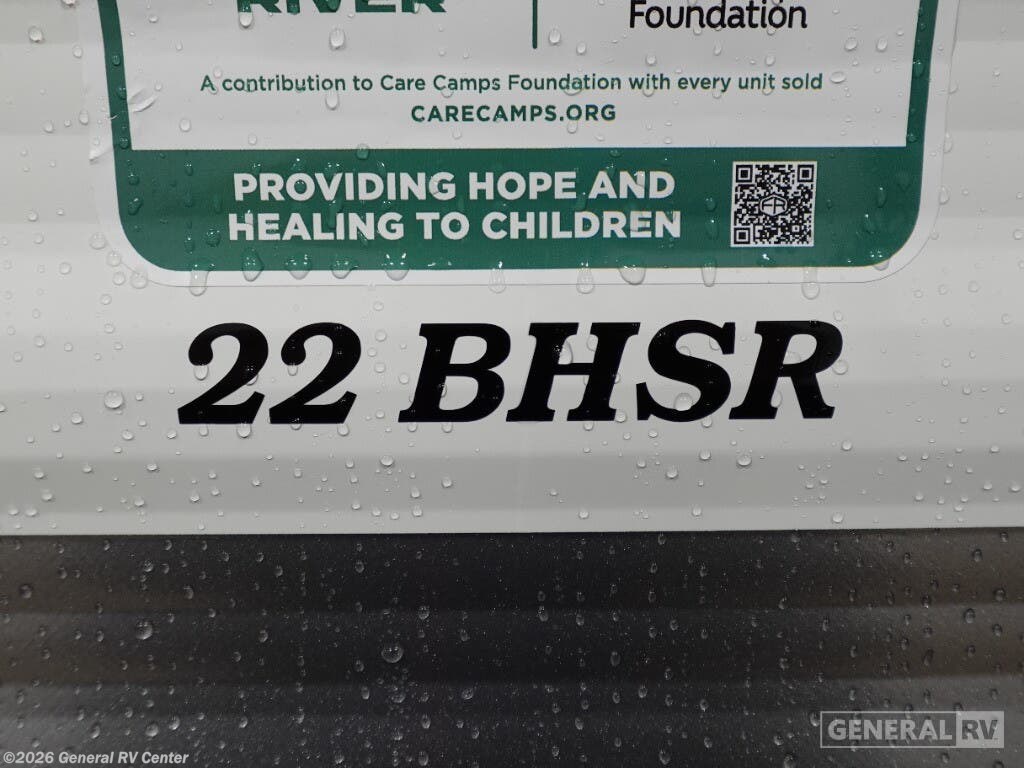 RIVER
Foundation
A contribution to Care Camps Foundation with every unit sold
CARECAMPS.ORG
PROVIDING HOPE AND
HEALING TO CHILDREN
FR
22 BHSR
GENERAL RV
©2026 General RV Center